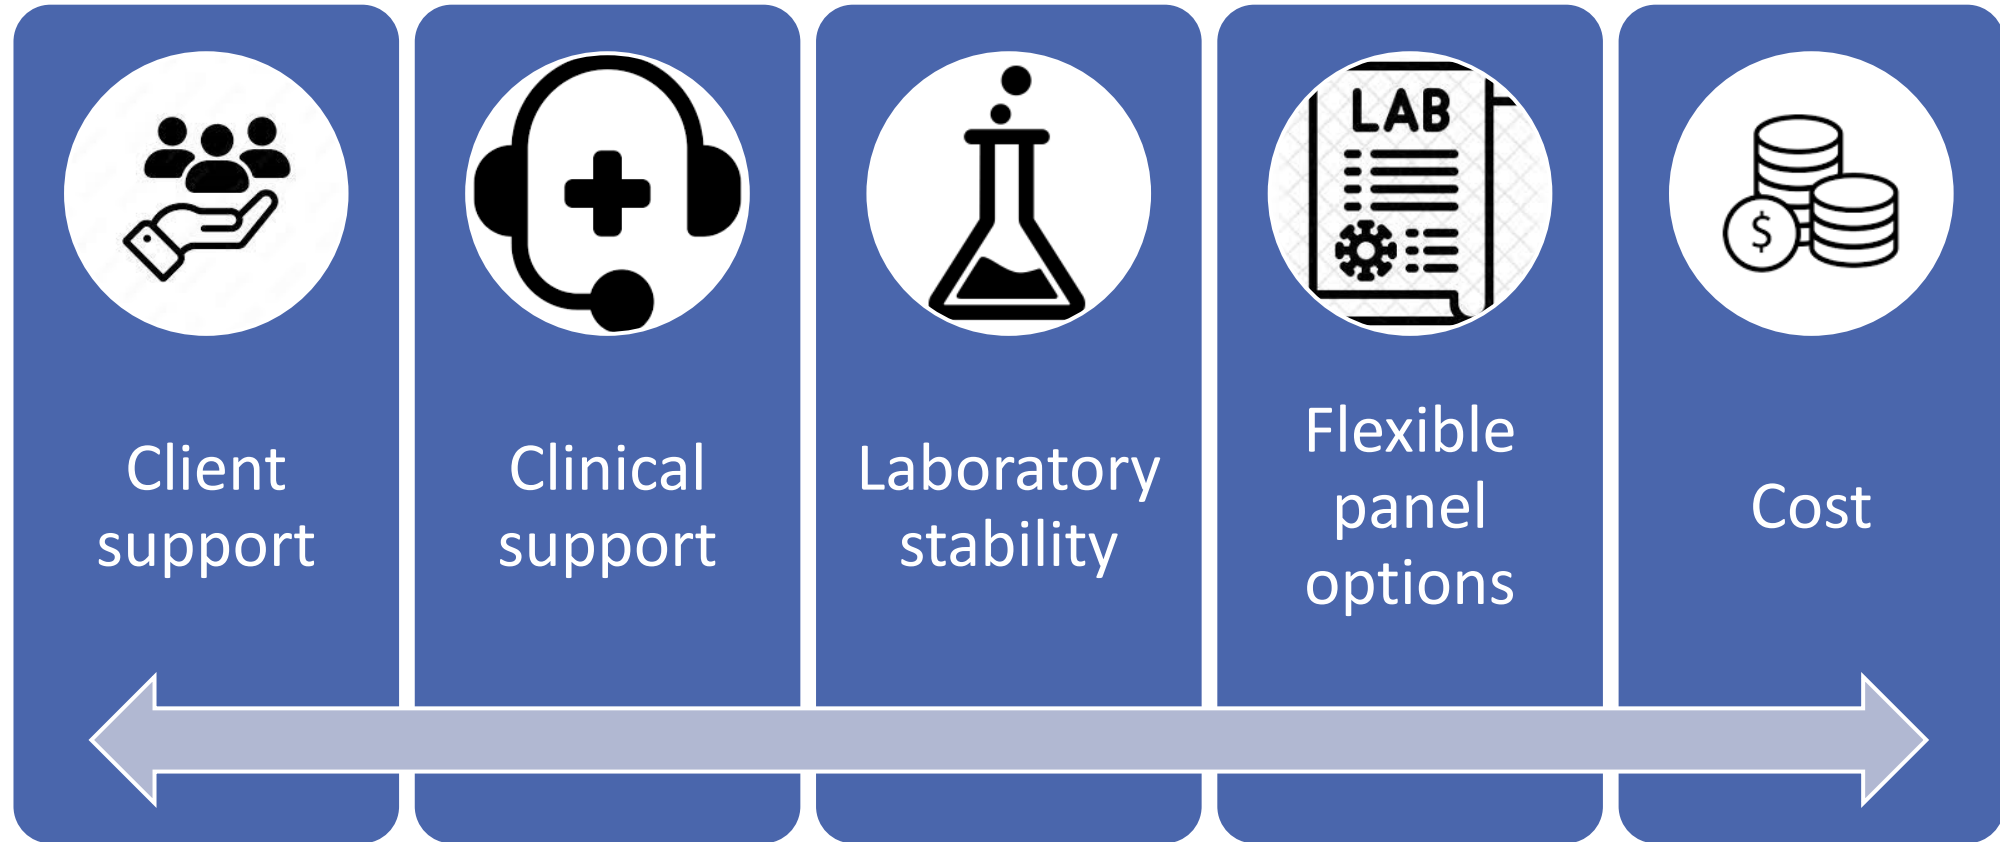 LAB
$
Client
support
Clinical
support
Laboratory
stability
Flexible
panel
options
Cost